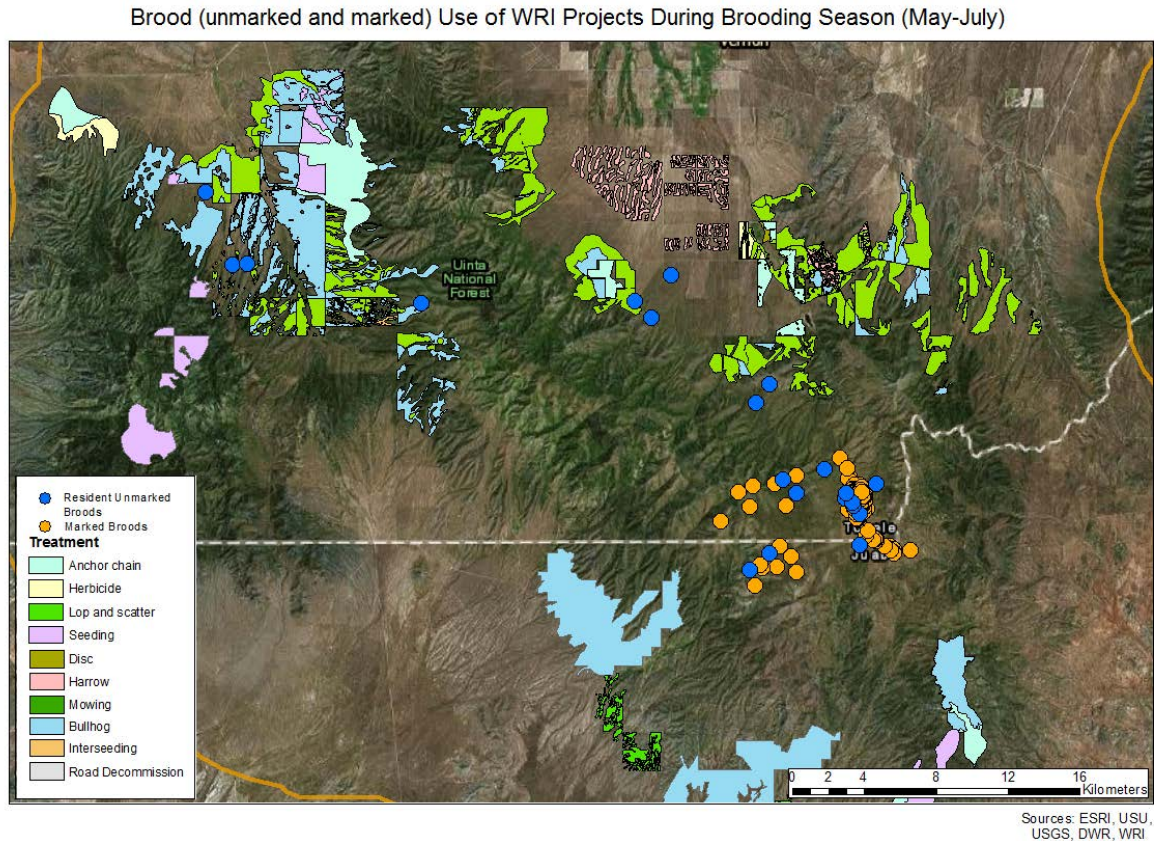 Brood (unmarked and marked) Use of WRI Projects During Brooding Season (May-July)
Vernon
Uinta
National
Forest
Resident Unmarked
Broods
Marked Broods
Treatment
Anchor chain
Herbicide
Lop and scatter
Seeding
Disc
Harrow
Mowing
Bullhog
Interseeding
Road Decommission
0 2 4 8 12 16
Kilometers
Sources: ESRI, USU,
USGS, DWR, WRI